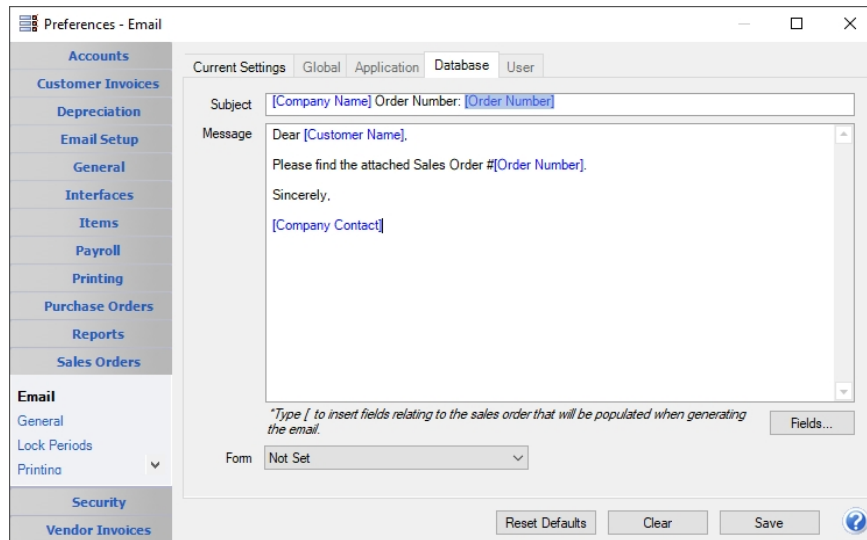 Preferences - Email
Accounts
Customer Invoices
Depreciation
Email Setup
General
Interfaces
Items
Payroll
Printing
Purchase Orders
Reports
Sales Orders
Email
General
Lock Periods
Printing
Security
Vendor Invoices
Current Settings Global Application Database User
Subject [Company Name] Order Number: [Order Number]
Message Dear [Customer Name],
Please find the attached Sales Order #[Order Number].
Sincerely,
[Company Contact]
*Type [ to insert fields relating to the sales order that will be populated when generating
the email.
Fields...
Form Not Set
Reset Defaults Clear Save ?